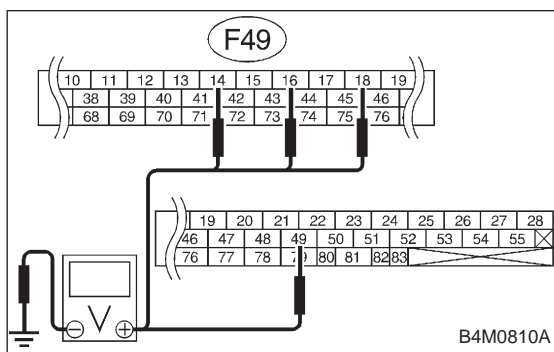 F49
10 11 12 13 14 15 16 17 18 19
38 39 40 41 42 43 44 45 46
68 69 70 71 72 73 74 75 76
19 20 21 22 23 24 25 26 27 28
46 47 48 49 50 51 52 53 54 55
76 77 78 79 80 81 82 83
V
− +
B4M0810A